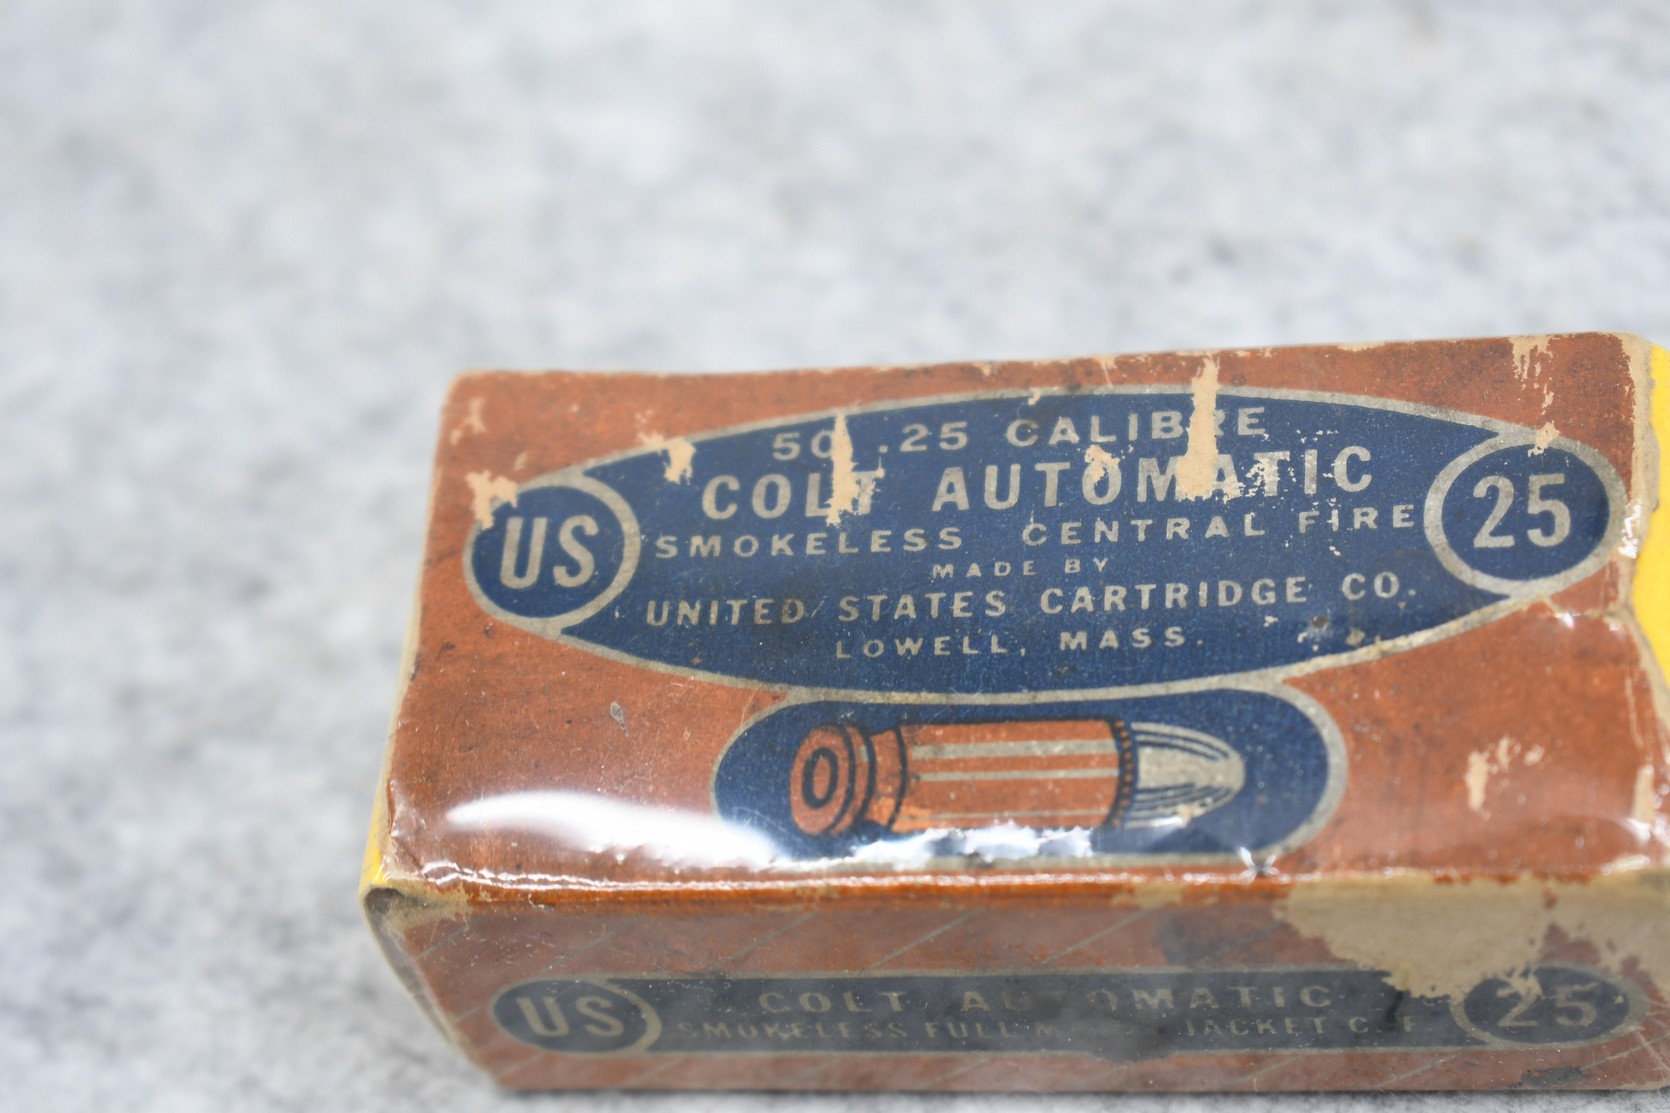 50 .25 CALIBRE
COLT AUTOMATIC
US
25
SMOKELESS CENTRAL FIRE
MADE BY
UNITED STATES CARTRIDGE CO.
LOWELL, MASS.
US
COLT AUTOMATIC
25
SMOKELESS FULL JACKET C. F.